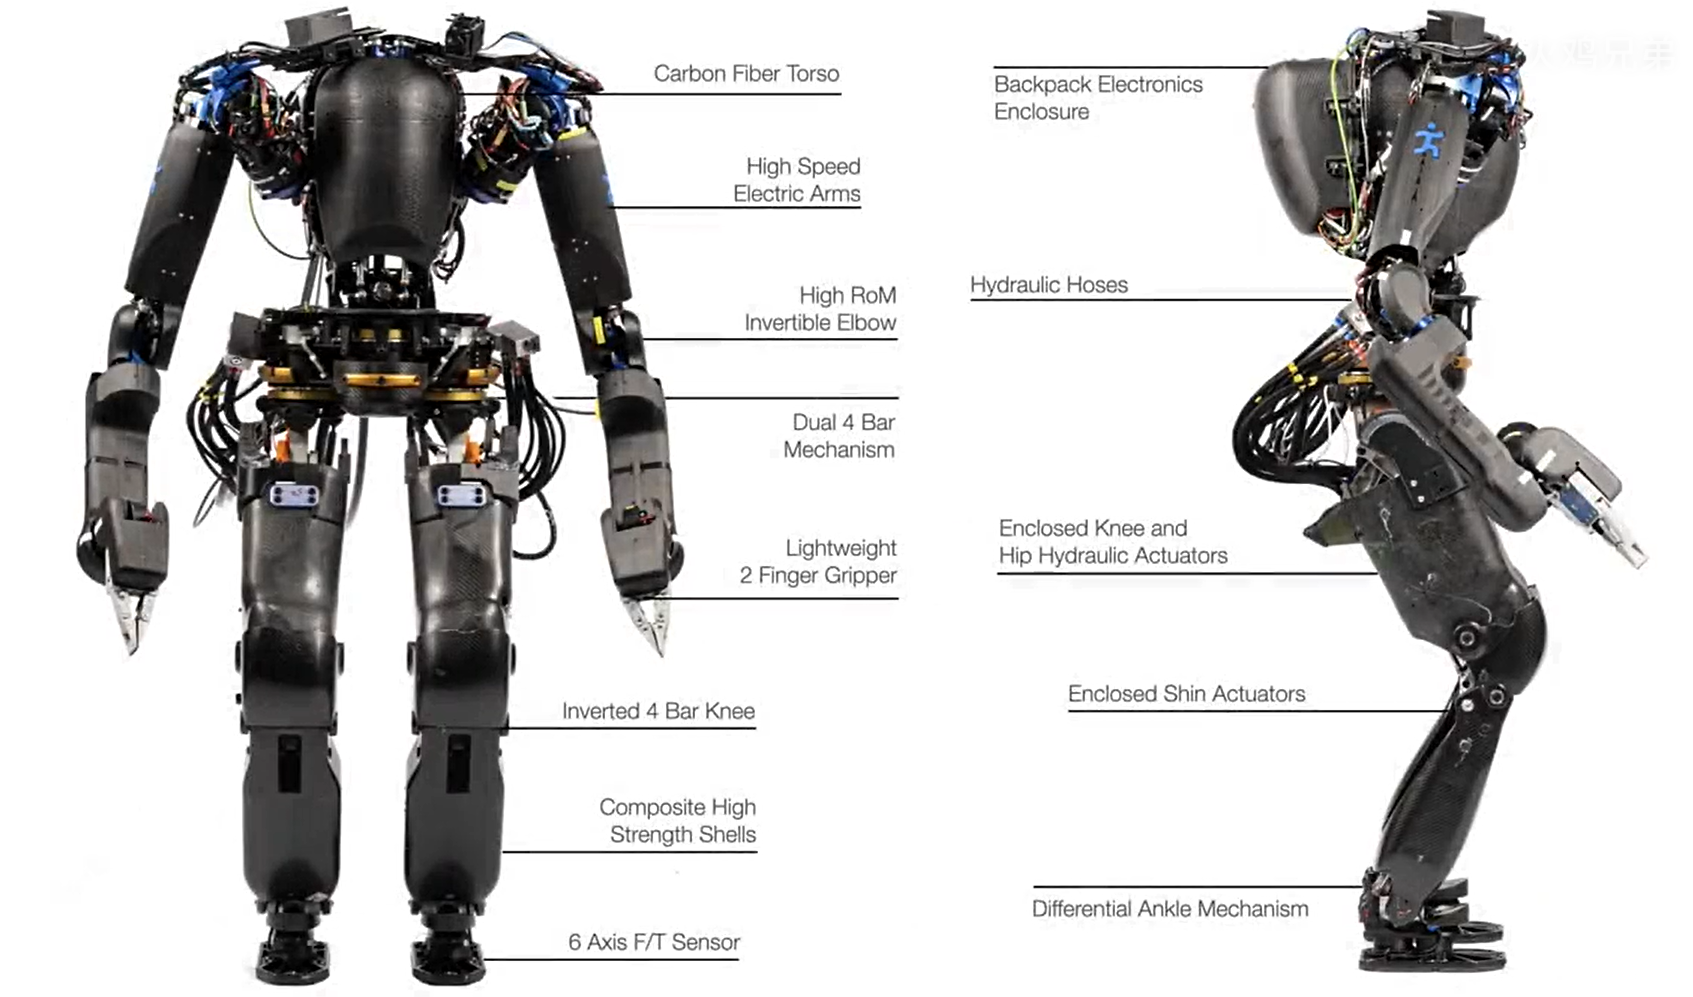 Carbon Fiber Torso
High Speed
Electric Arms
High RoM
Invertible Elbow
Dual 4 Bar
Mechanism
Lightweight
2 Finger Gripper
Inverted 4 Bar Knee
Composite High
Strength Shells
6 Axis F/T Sensor
Backpack Electronics
Enclosure
Hydraulic Hoses
Enclosed Knee and
Hip Hydraulic Actuators
Enclosed Shin Actuators
Differential Ankle Mechanism